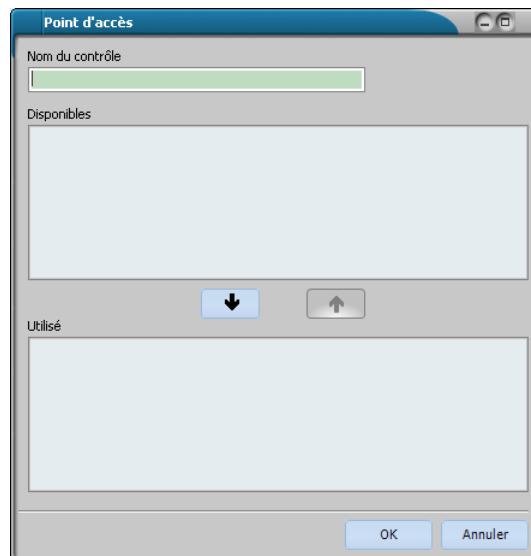 Point d'accès
Nom du contrôle
Disponibles
Utilisé
OK
Annuler